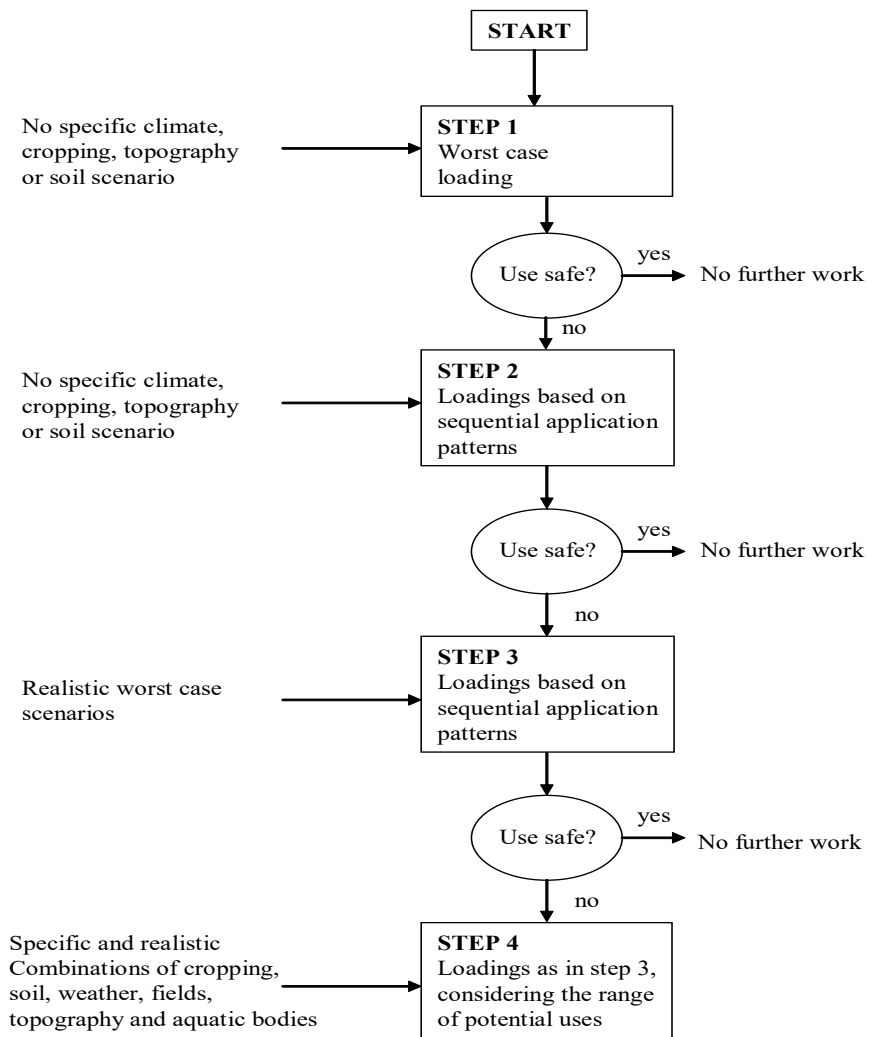 START
No specific climate,
cropping, topography
or soil scenario
STEP 1
Worst case
loading
Use safe?
yes
No further work
no
No specific climate,
cropping, topography
or soil scenario
STEP 2
Loadings based on
sequential application
patterns
Use safe?
yes
No further work
no
Realistic worst case
scenarios
STEP 3
Loadings based on
sequential application
patterns
Use safe?
yes
No further work
no
Specific and realistic
Combinations of cropping,
soil, weather, fields,
topography and aquatic bodies
STEP 4
Loadings as in step 3,
considering the range
of potential uses